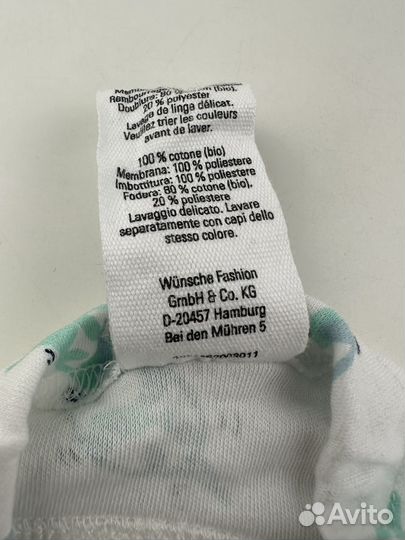 Rembourrage: 
Doublure: 80 % (bio),
20 % polyester
Lavage de linge délicat.
Veuillez trier les couleurs
avant de laver.
100 % cotone (bio)
Membrana: 100 % poliestere
Imbottitura: 100 % poliestere
Fodera: 80 % cotone (bio),
20 % poliestere
Lavaggio delicato. Lavare
separatamente con capi dello
stesso colore.
Wünsche Fashion
GmbH & Co. KG
D-20457 Hamburg
Bei den Mühren 5
Avito